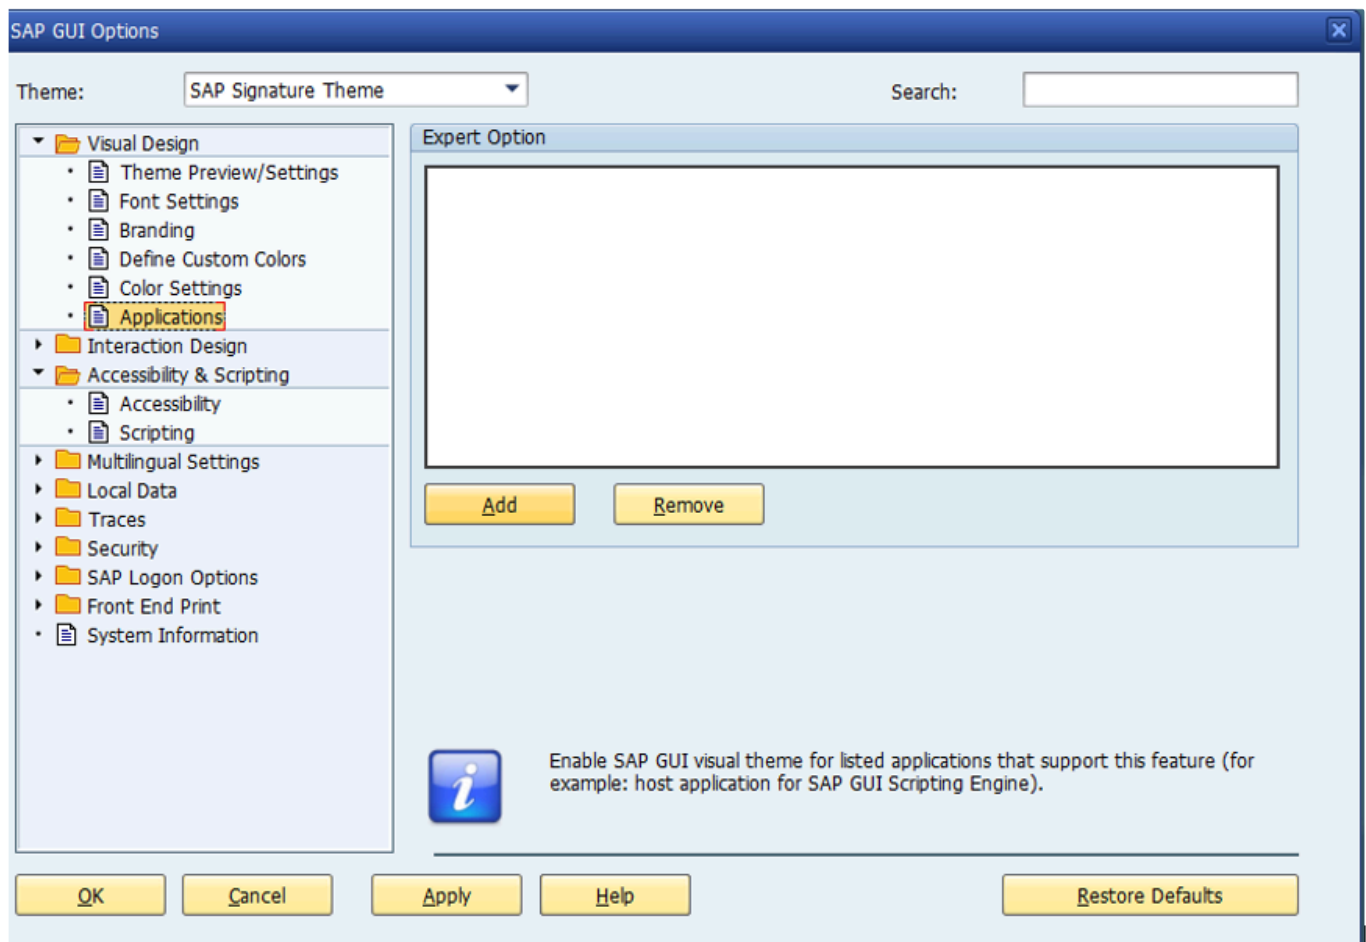 SAP GUI Options
Theme: SAP Signature Theme Search:
Visual Design
Theme Preview/Settings
Font Settings
Branding
Define Custom Colors
Color Settings
Applications
Interaction Design
Accessibility & Scripting
Accessibility
Scripting
Multilingual Settings
Local Data
Traces
Security
SAP Logon Options
Front End Print
System Information
Expert Option
Add Remove
Enable SAP GUI visual theme for listed applications that support this feature (for
example: host application for SAP GUI Scripting Engine).
OK Cancel Apply Help Restore Defaults